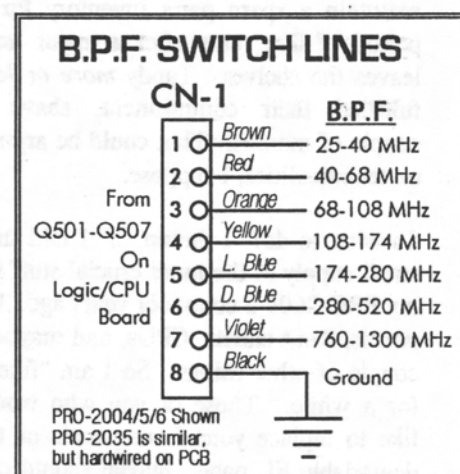 B.P.F. SWITCH LINES
CN-1
B.P.F.
1 Brown 25-40 MHz
2 Red 40-68 MHz
From
3 Orange 68-108 MHz
Q501-Q507
4 Yellow 108-174 MHz
On
5 L. Blue 174-280 MHz
Logic/CPU
6 D. Blue 280-520 MHz
Board
7 Violet 760-1300 MHz
8 Black Ground
PRO-2004/5/6 Shown
PRO-2035 is similar,
but hardwired on PCB